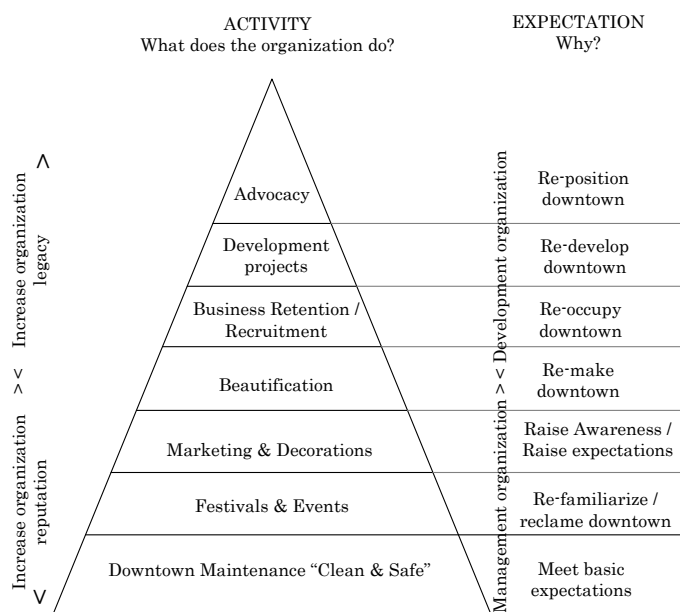 ACTIVITY
What does the organization do?
EXPECTATION
Why?
Advocacy
Re-position
downtown
Development
projects
Re-develop
downtown
Business Retention /
Recruitment
Re-occupy
downtown
Beautification
Re-make
downtown
Marketing & Decorations
Raise Awareness /
Raise expectations
Festivals & Events
Re-familiarize /
reclame downtown
Downtown Maintenance “Clean & Safe”
Meet basic
expectations
< Increase organization > < Increase organization >
reputation legacy
Management organization > < Development organization